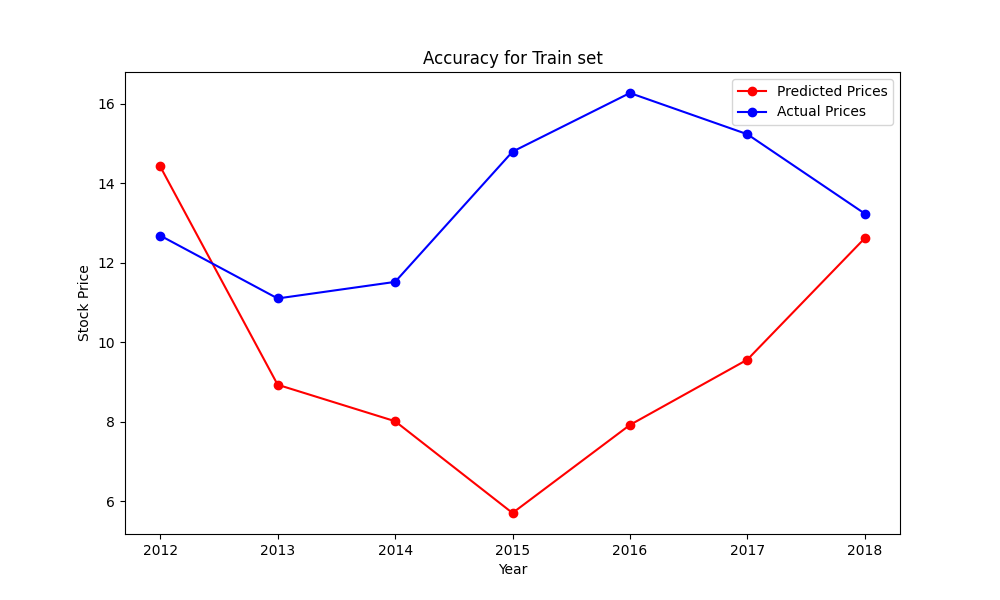 Accuracy for Train set
Predicted Prices
Actual Prices
Stock Price
16
14
12
10
8
6
2012 2013 2014 2015 2016 2017 2018
Year